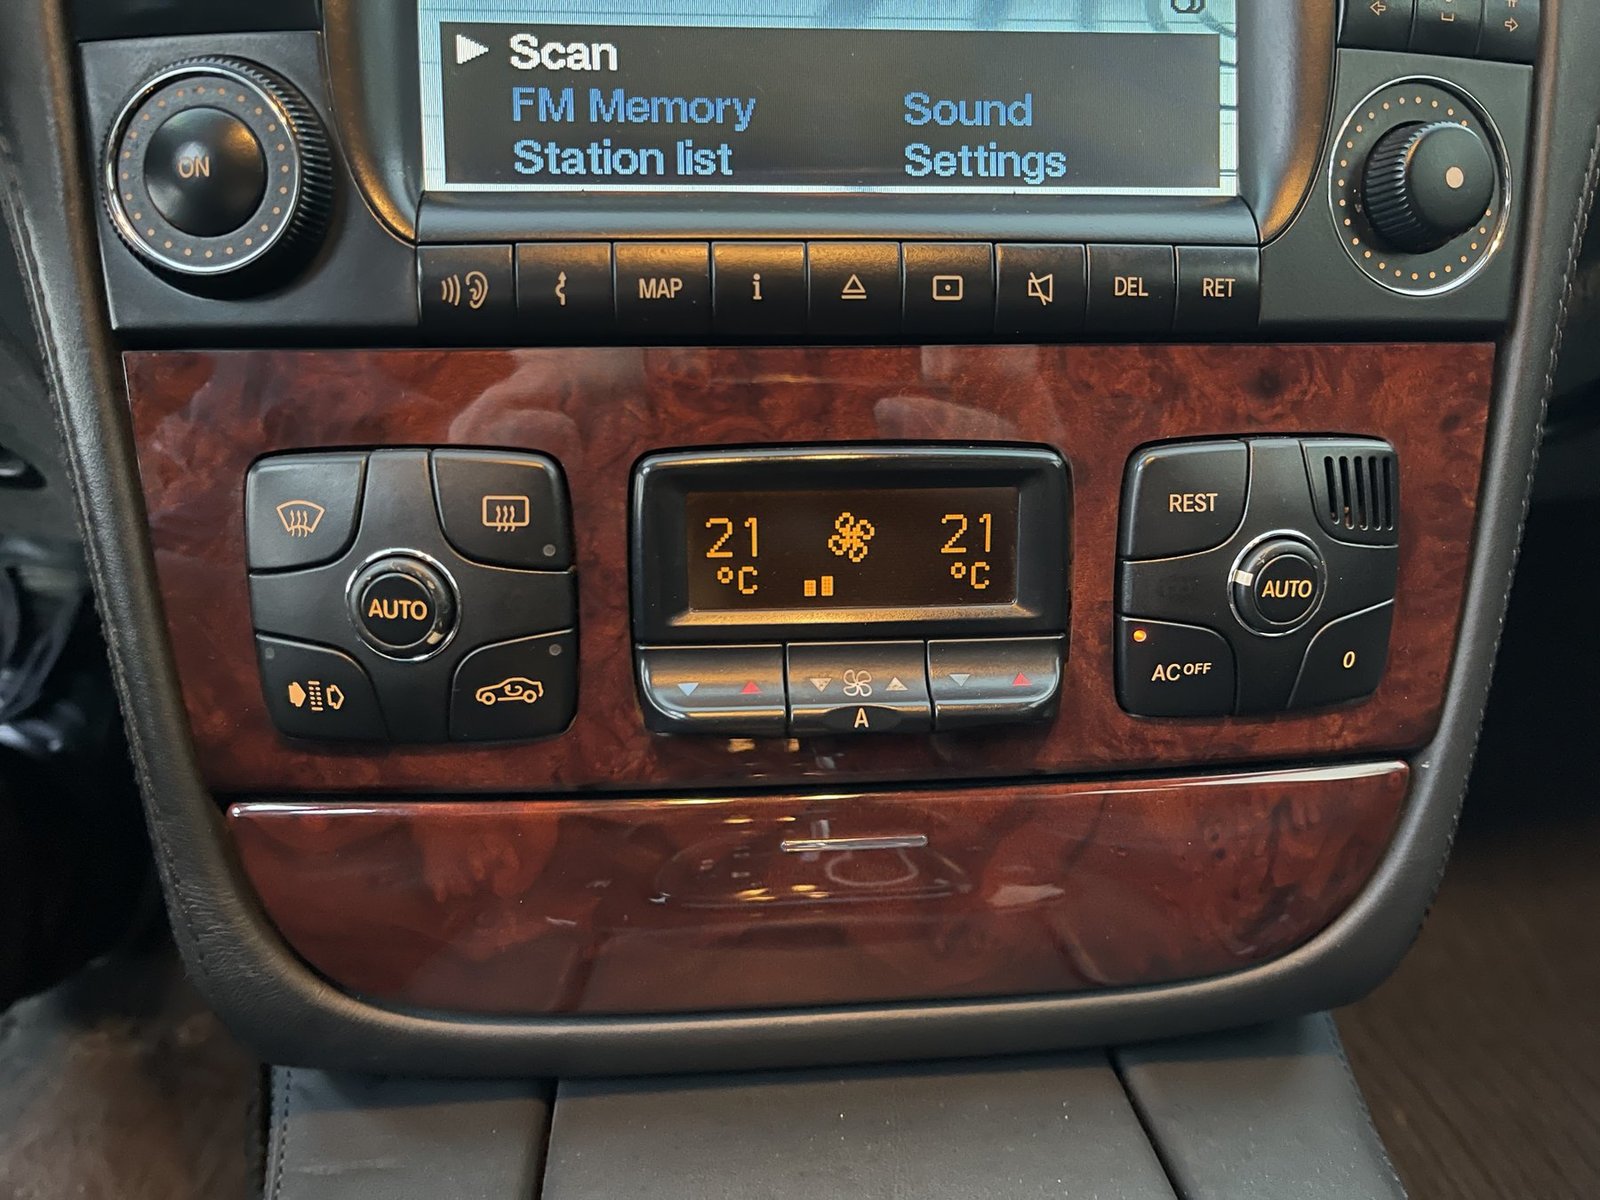 Scan
FM Memory Sound
Station list Settings
ON
MAP i DEL RET
REST
21 °C 21 °C
AUTO AUTO
AC OFF 0
A